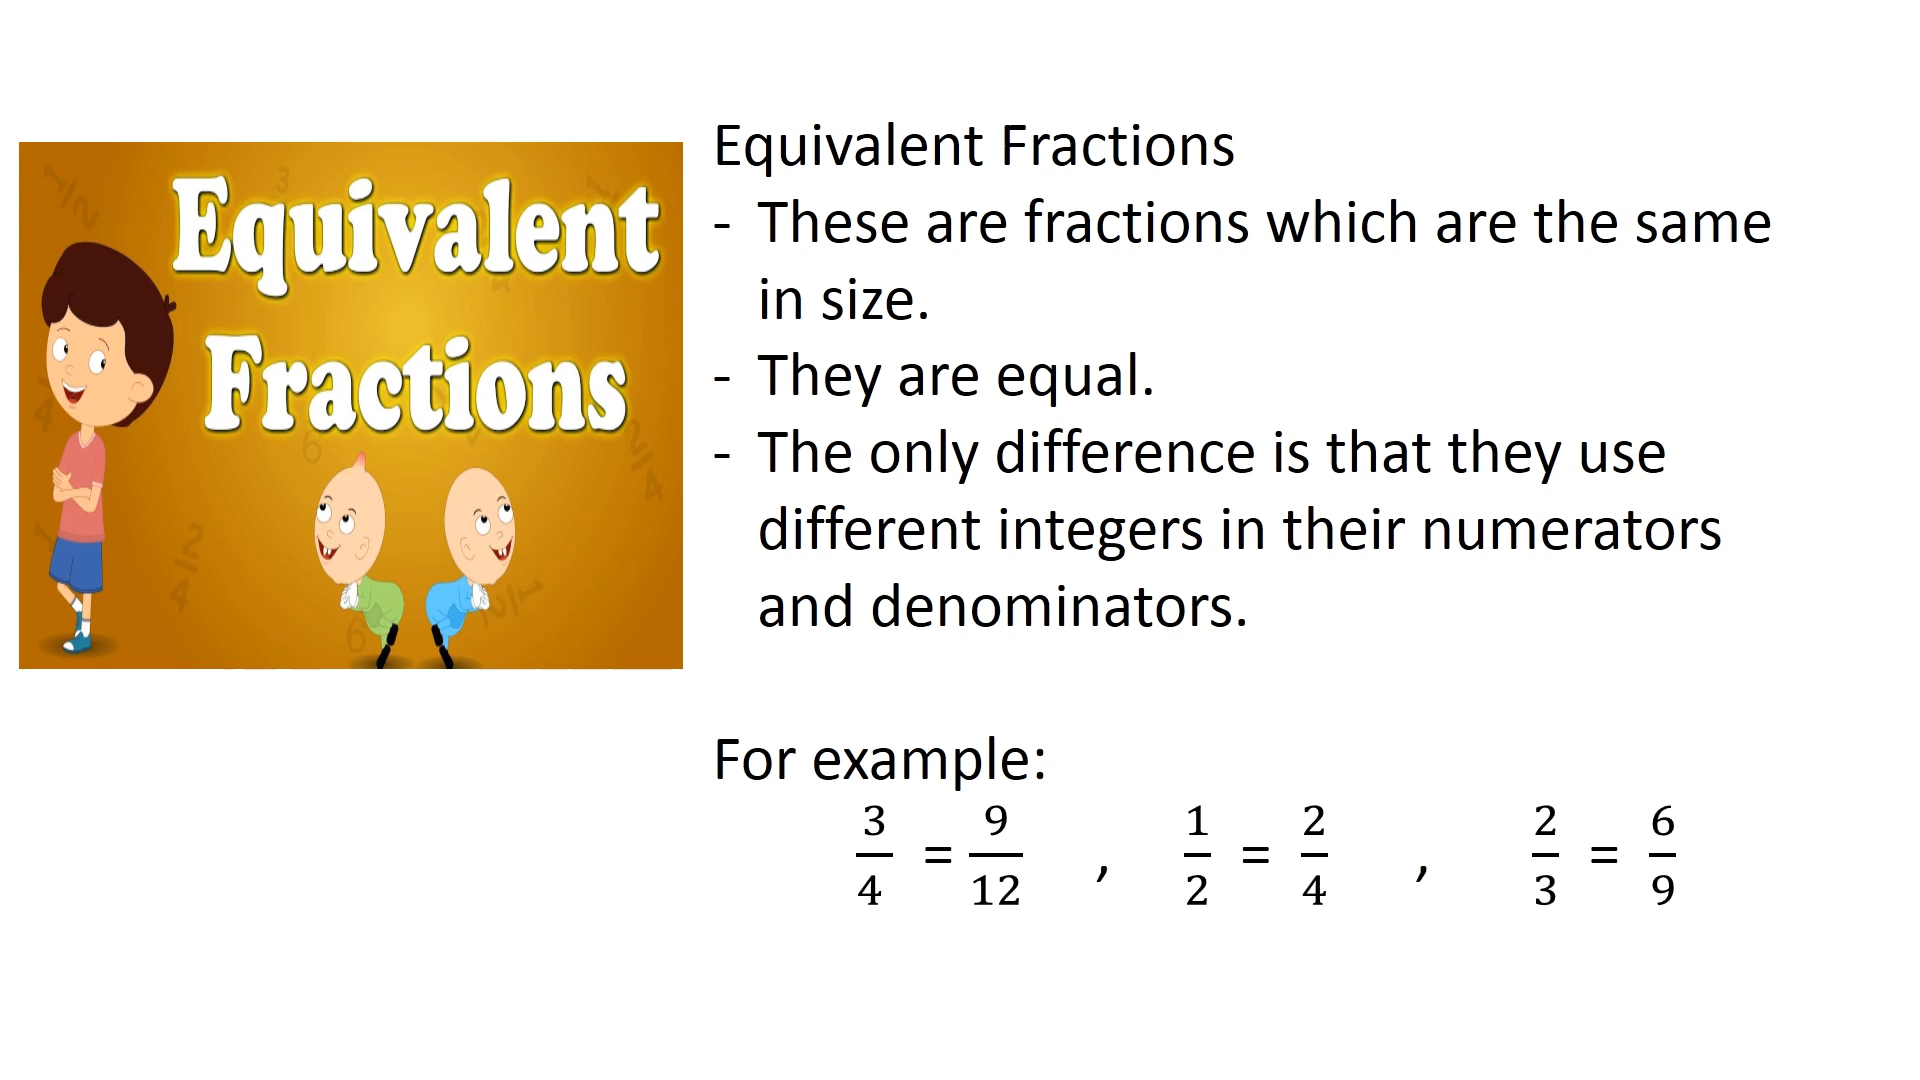 Equivalent
Fractions
Equivalent Fractions
- These are fractions which are the same
in size.
- They are equal.
- The only difference is that they use
different integers in their numerators
and denominators.
For example:
3/4 = 9/12 , 1/2 = 2/4 , 2/3 = 6/9